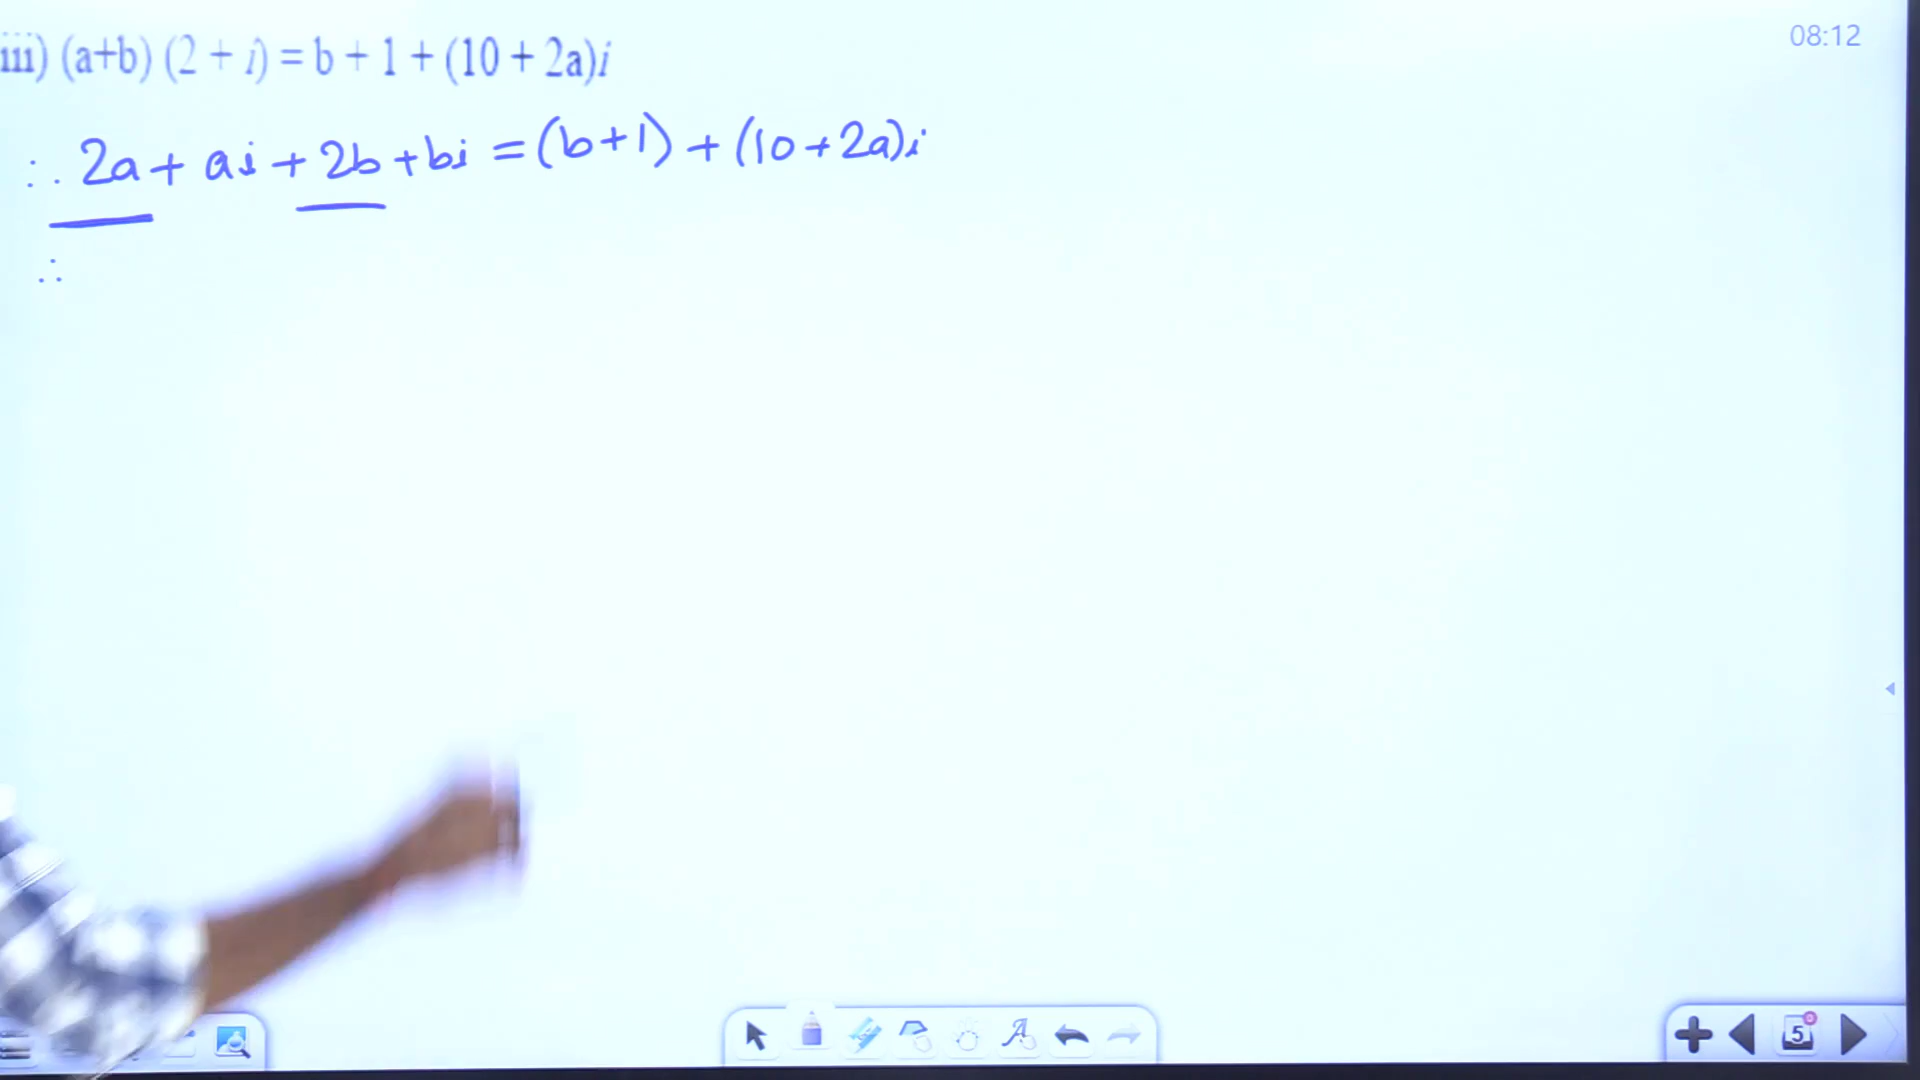 08:12
iii) (a+b) (2 + i) = b + 1 + (10 + 2a)i
∴ 2a + ai + 2b + bi = (b+1) + (10+2a)i
∴
5